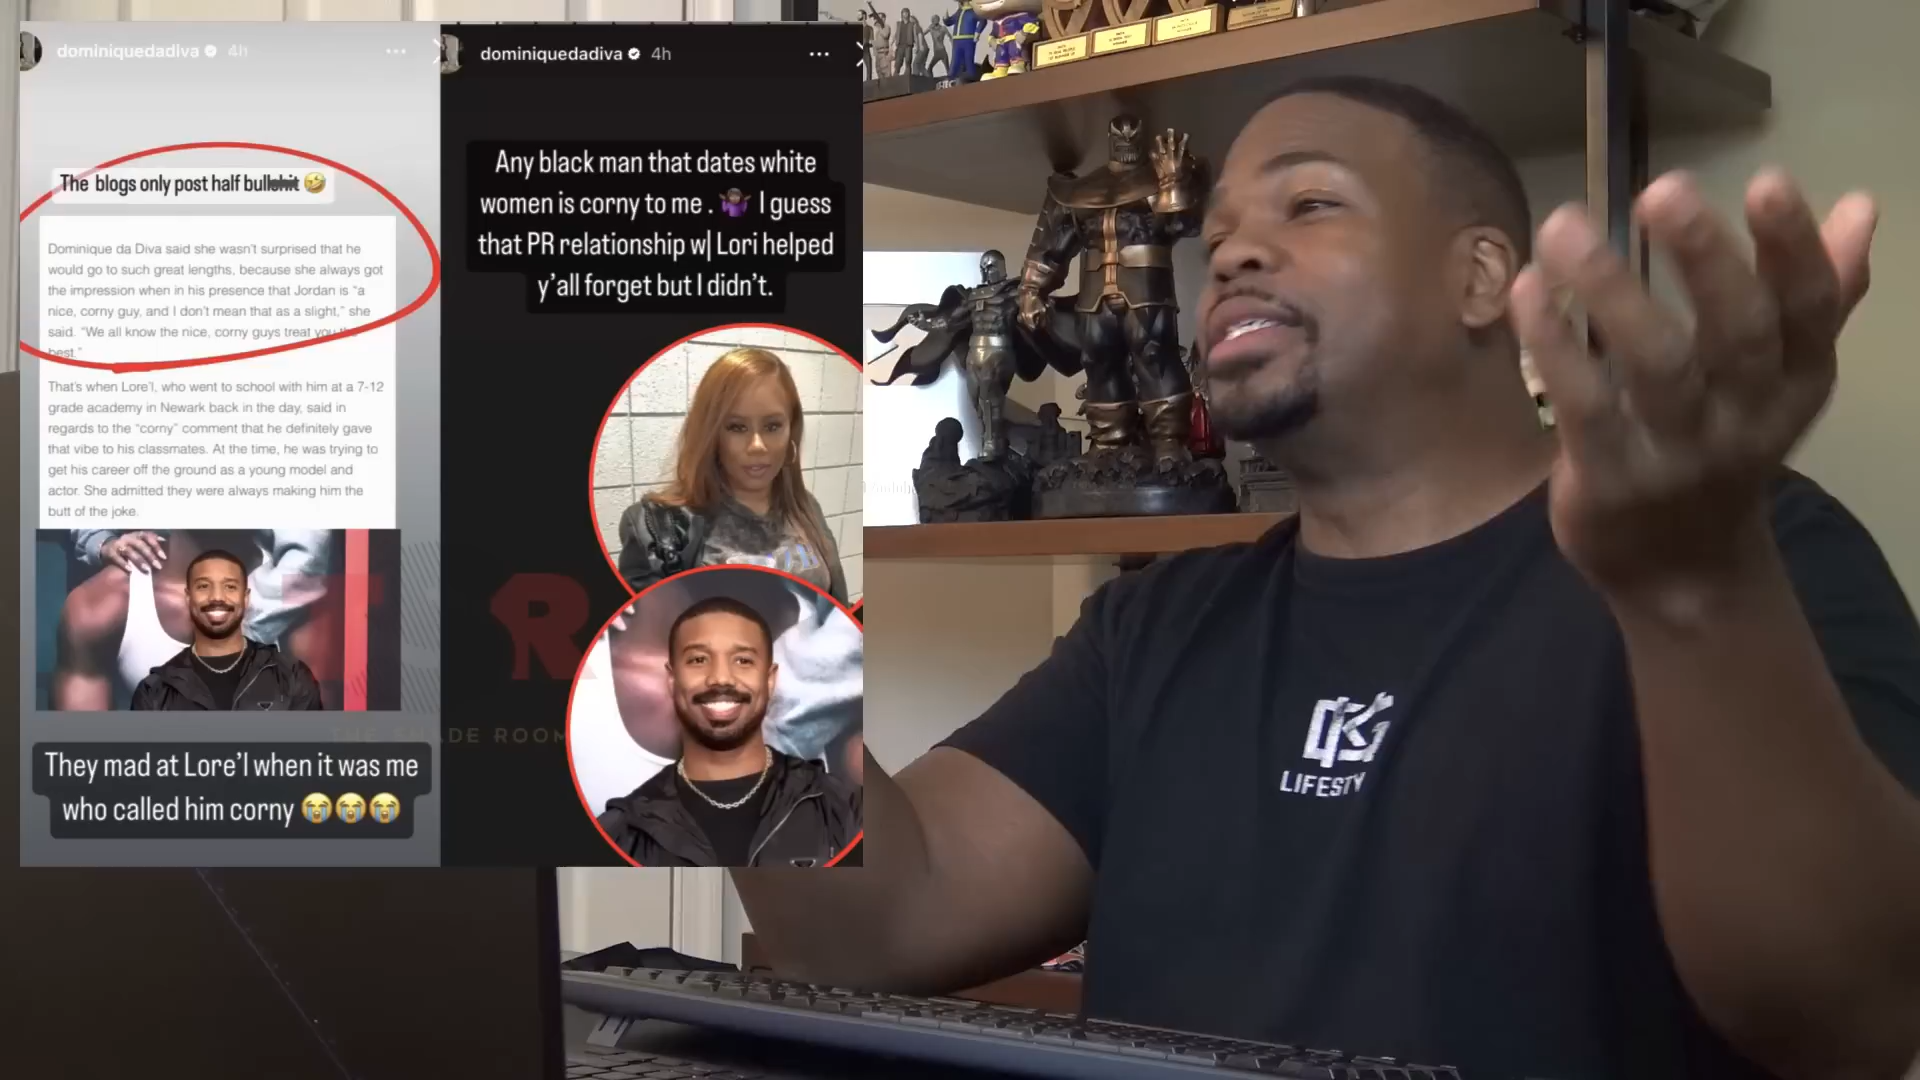 dominiquedadiva 4h
The blogs only post half bullshit 🤣
Dominique da Diva said she wasn't surprised that he
would go to such great lengths, because she always got
the impression when in his presence that Jordan is "a
nice, corny guy, and I don't mean that as a slight," she
said. "We all know the nice, corny guys treat you the
best."
That's when Lore'l, who went to school with him at a 7-12
grade academy in Newark back in the day, said in
regards to the "corny" comment that he definitely gave
that vibe to his classmates. At the time, he was trying to
get his career off the ground as a young model and
actor. She admitted they were always making him the
butt of the joke.
They mad at Lore'l when it was me
who called him corny 😭😭😭
dominiquedadiva 4h
Any black man that dates white
women is corny to me . 🤷🏾‍♀️ I guess
that PR relationship w| Lori helped
y'all forget but I didn't.
R
THE SHADE ROOM
LIFESTY